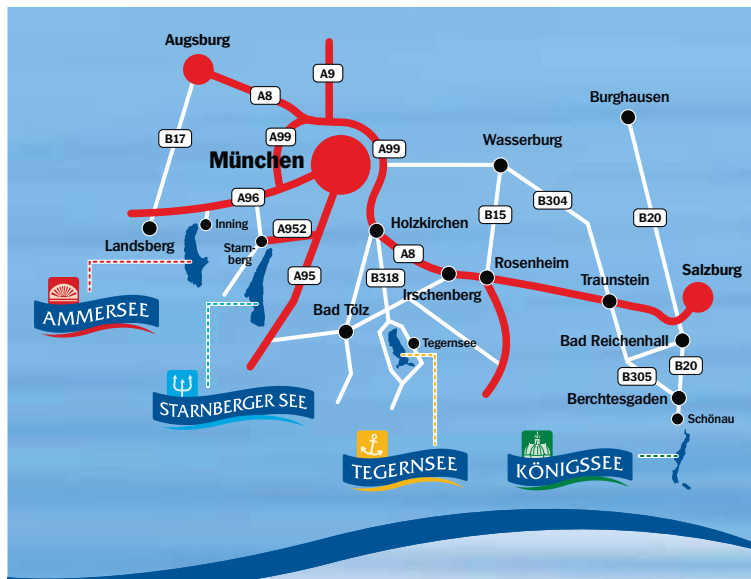 Augsburg
A9
A8
Burghausen
B17
A99
A99
Wasserburg
München
A96
B304
B15
B20
Inning
A952
Holzkirchen
Landsberg
Starn-
berg
A8
A95
B318
Rosenheim
Salzburg
Traunstein
Irschenberg
AMMERSEE
Bad Tölz
Tegernsee
Bad Reichenhall
B20
B305
STARNBERGER SEE
Berchtesgaden
Schönau
TEGERNSEE
KÖNIGSSEE